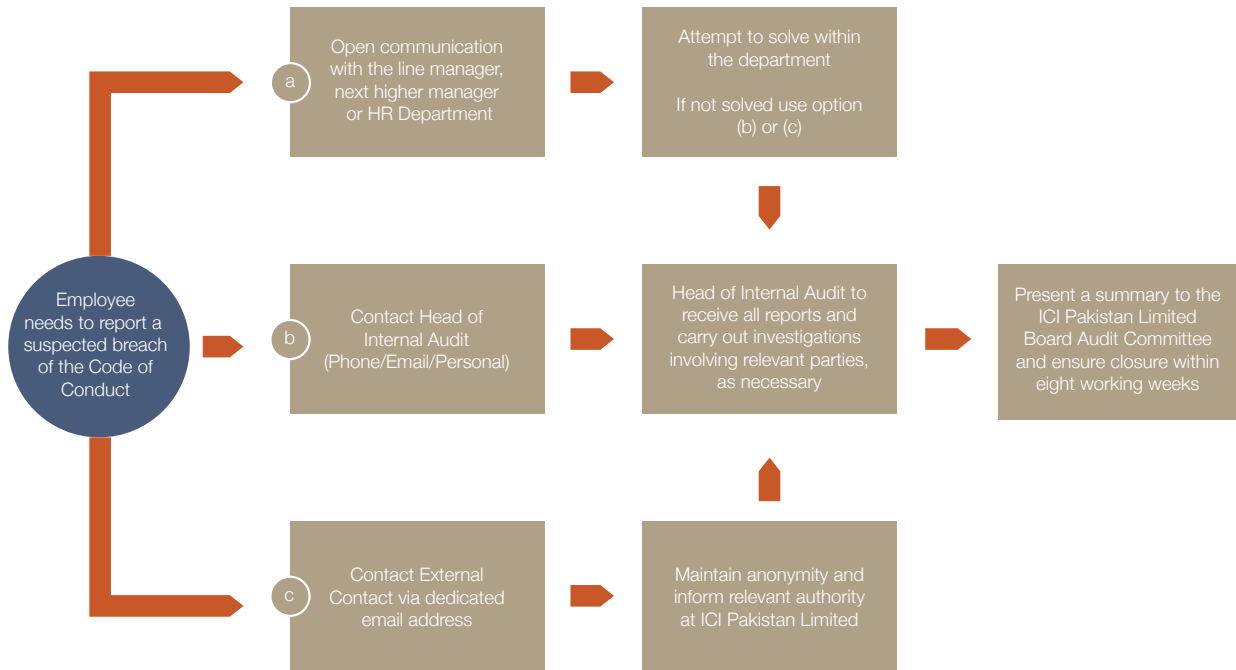 Employee
needs to report a
suspected breach
of the Code of
Conduct
a
Open communication
with the line manager,
next higher manager
or HR Department
Attempt to solve within
the department
If not solved use option
(b) or (c)
b
Contact Head of
Internal Audit
(Phone/Email/Personal)
Head of Internal Audit to
receive all reports and
carry out investigations
involving relevant parties,
as necessary
Present a summary to the
ICI Pakistan Limited
Board Audit Committee
and ensure closure within
eight working weeks
c
Contact External
Contact via dedicated
email address
Maintain anonymity and
inform relevant authority
at ICI Pakistan Limited